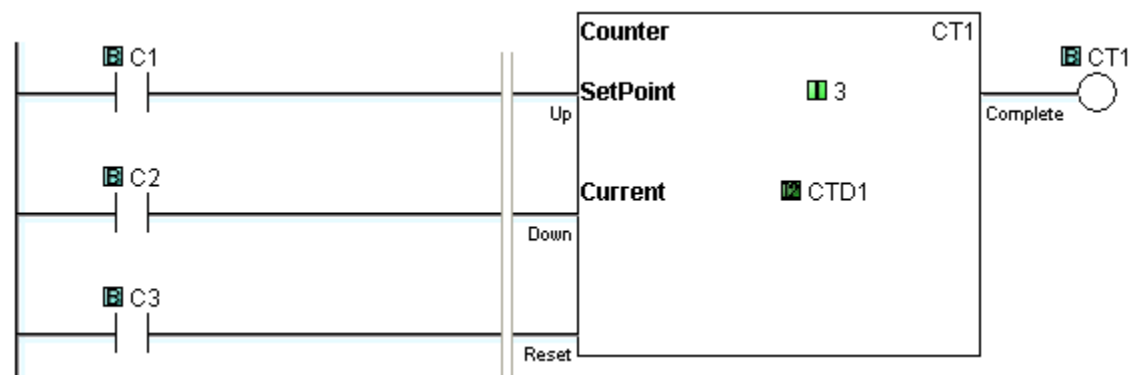 Counter CT1
B C1
B CT1
SetPoint 3
Up
Complete
B C2
Current CTD1
Down
B C3
Reset